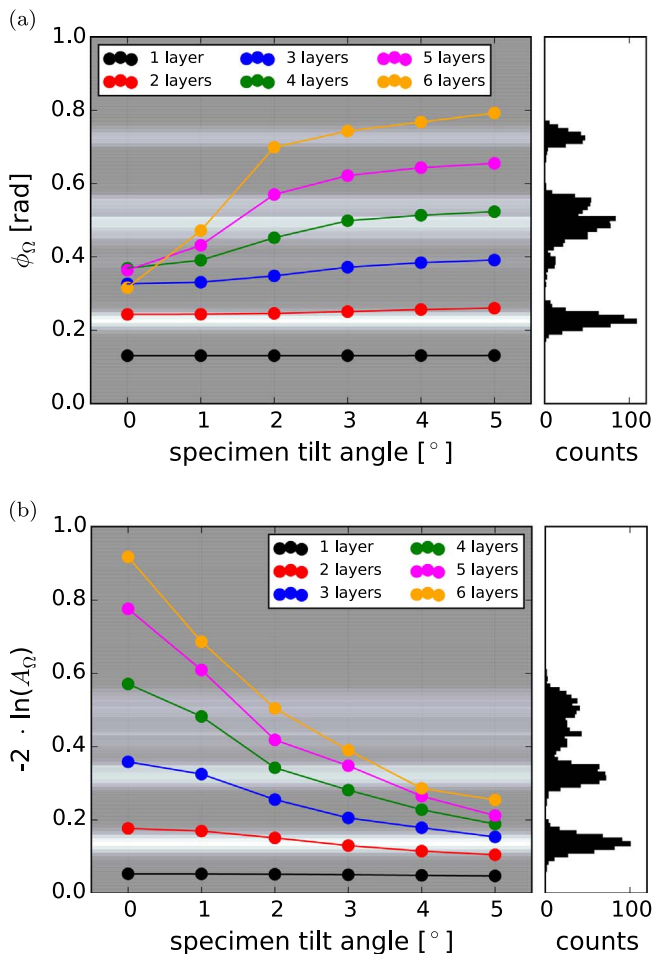 (a)
1.0
0.8
0.6
0.4
0.2
0.0
ϕ_Ω [rad]
1 layer 3 layers 5 layers
2 layers 4 layers 6 layers
0 1 2 3 4 5
specimen tilt angle [°]
0 100
counts
(b)
1.0
0.8
0.6
0.4
0.2
0.0
-2 · ln(A_Ω)
1 layer 4 layers
2 layers 5 layers
3 layers 6 layers
0 1 2 3 4 5
specimen tilt angle [°]
0 100
counts